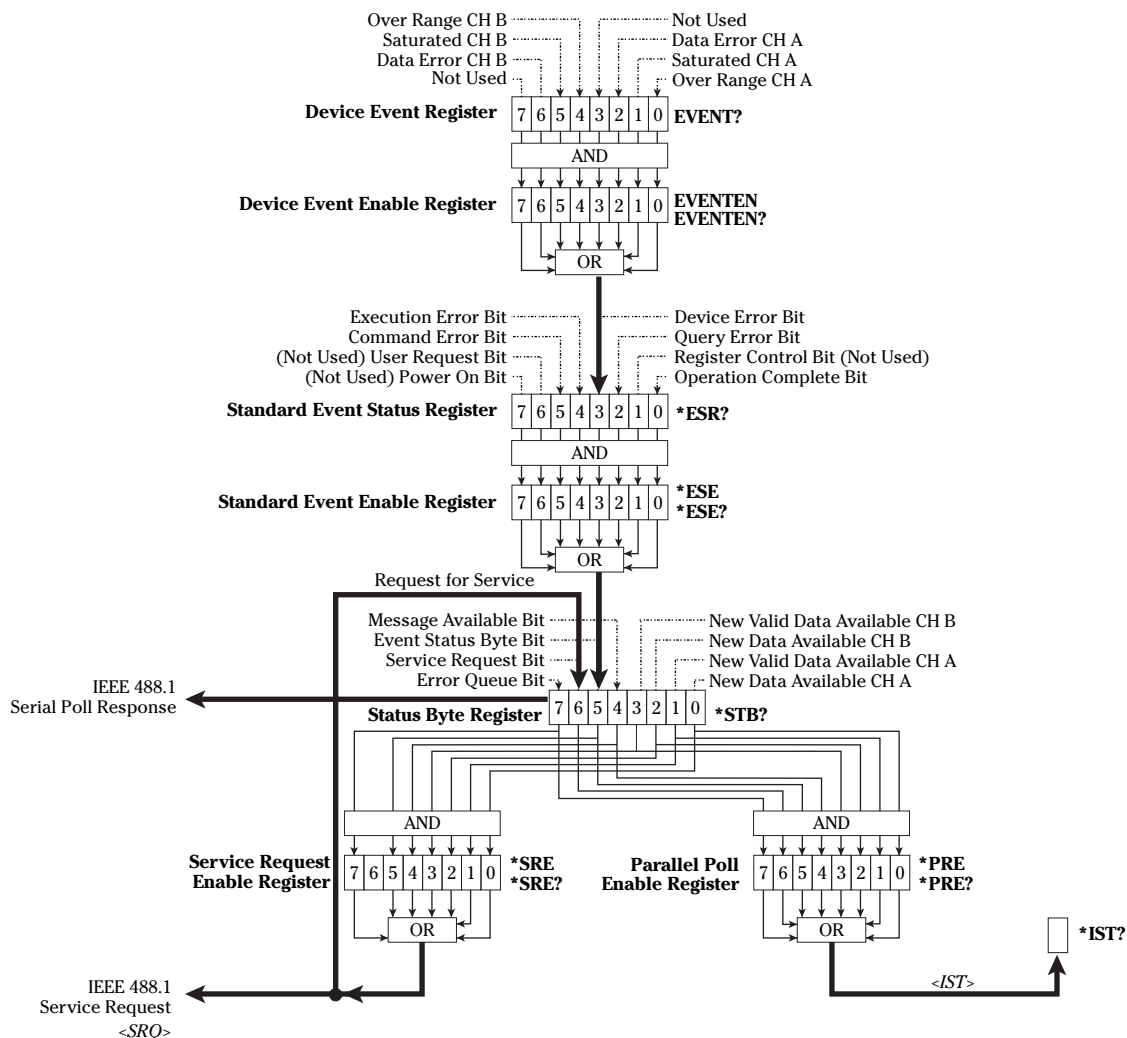 Over Range CH B
Not Used
Saturated CH B
Data Error CH A
Data Error CH B
Saturated CH A
Not Used
Over Range CH A
Device Event Register
7 6 5 4 3 2 1 0
EVENT?
AND
Device Event Enable Register
7 6 5 4 3 2 1 0
EVENTEN
EVENTEN?
OR
Execution Error Bit
Device Error Bit
Command Error Bit
Query Error Bit
(Not Used) User Request Bit
Register Control Bit (Not Used)
(Not Used) Power On Bit
Operation Complete Bit
Standard Event Status Register
7 6 5 4 3 2 1 0
*ESR?
AND
Standard Event Enable Register
7 6 5 4 3 2 1 0
*ESE
*ESE?
OR
Request for Service
Message Available Bit
New Valid Data Available CH B
Event Status Byte Bit
New Data Available CH B
Service Request Bit
New Valid Data Available CH A
Error Queue Bit
New Data Available CH A
IEEE 488.1
Serial Poll Response
Status Byte Register
7 6 5 4 3 2 1 0
*STB?
AND
AND
Service Request
Enable Register
7 6 5 4 3 2 1 0
*SRE
*SRE?
Parallel Poll
Enable Register
7 6 5 4 3 2 1 0
*PRE
*PRE?
OR
OR
*IST?
IEEE 488.1
Service Request
<SRQ>
<IST>